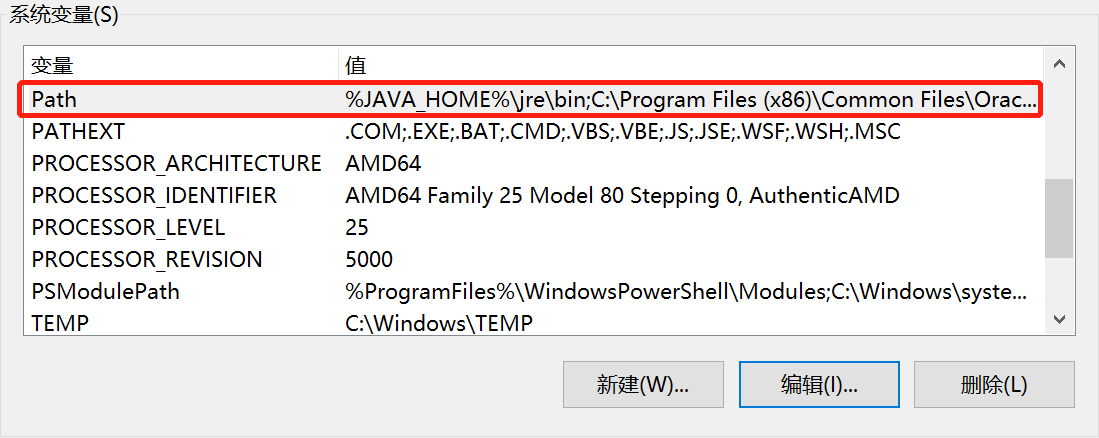 系统变量(S)
变量 值
Path %JAVA_HOME%\jre\bin;C:\Program Files (x86)\Common Files\Orac...
PATHEXT .COM;.EXE;.BAT;.CMD;.VBS;.VBE;.JS;.JSE;.WSF;.WSH;.MSC
PROCESSOR_ARCHITECTURE AMD64
PROCESSOR_IDENTIFIER AMD64 Family 25 Model 80 Stepping 0, AuthenticAMD
PROCESSOR_LEVEL 25
PROCESSOR_REVISION 5000
PSModulePath %ProgramFiles%\WindowsPowerShell\Modules;C:\Windows\syste...
TEMP C:\Windows\TEMP
新建(W)... 编辑(I)... 删除(L)